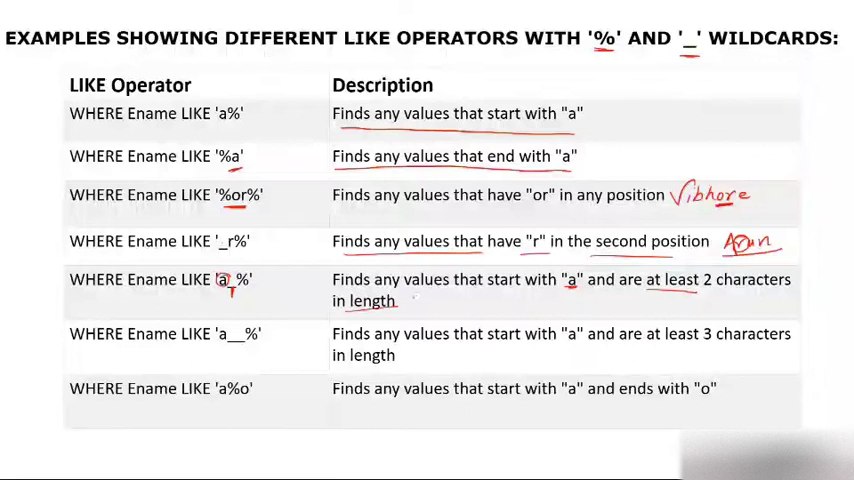 EXAMPLES SHOWING DIFFERENT LIKE OPERATORS WITH '%' AND '_' WILDCARDS:
LIKE Operator Description
WHERE Ename LIKE 'a%' Finds any values that start with "a"
WHERE Ename LIKE '%a' Finds any values that end with "a"
WHERE Ename LIKE '%or%' Finds any values that have "or" in any position Vibhore
WHERE Ename LIKE '_r%' Finds any values that have "r" in the second position Arun
WHERE Ename LIKE 'a_%' Finds any values that start with "a" and are at least 2 characters
in length
WHERE Ename LIKE 'a__%' Finds any values that start with "a" and are at least 3 characters
in length
WHERE Ename LIKE 'a%o' Finds any values that start with "a" and ends with "o"